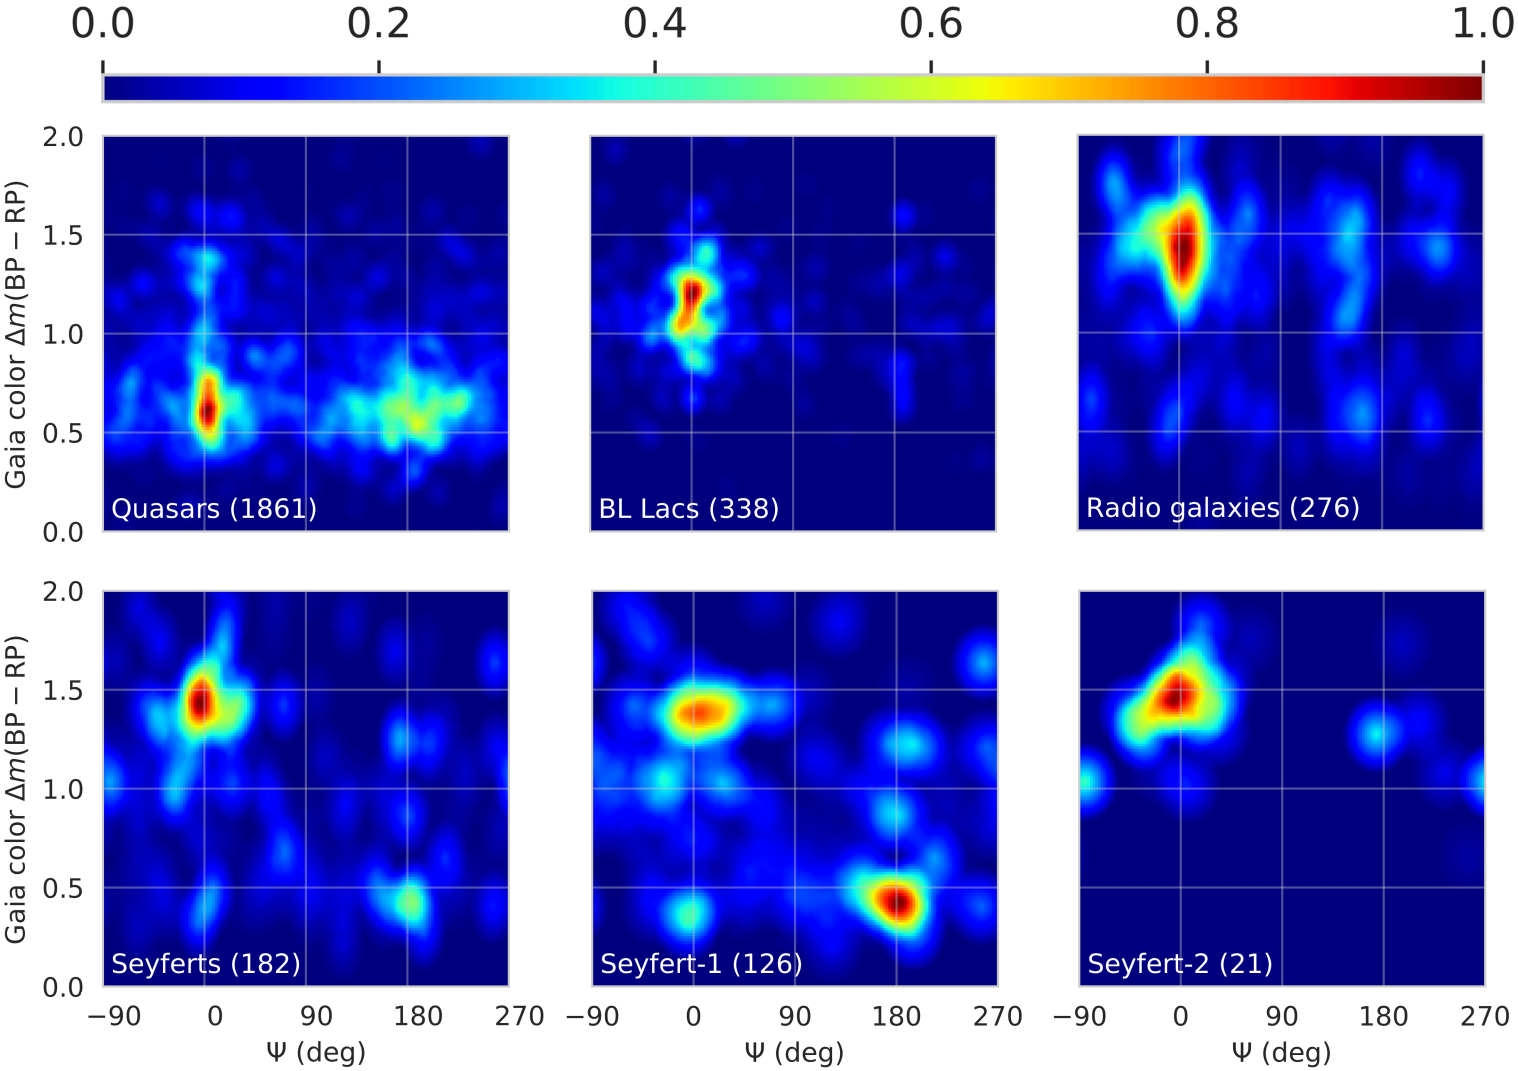 0.0 0.2 0.4 0.6 0.8 1.0
2.0
1.5
1.0
0.5
0.0
Gaia color Δm(BP − RP)
Quasars (1861)
BL Lacs (338)
Radio galaxies (276)
2.0
1.5
1.0
0.5
0.0
Gaia color Δm(BP − RP)
Seyferts (182)
Seyfert-1 (126)
Seyfert-2 (21)
−90 0 90 180 270
−90 0 90 180 270
−90 0 90 180 270
Ψ (deg)
Ψ (deg)
Ψ (deg)